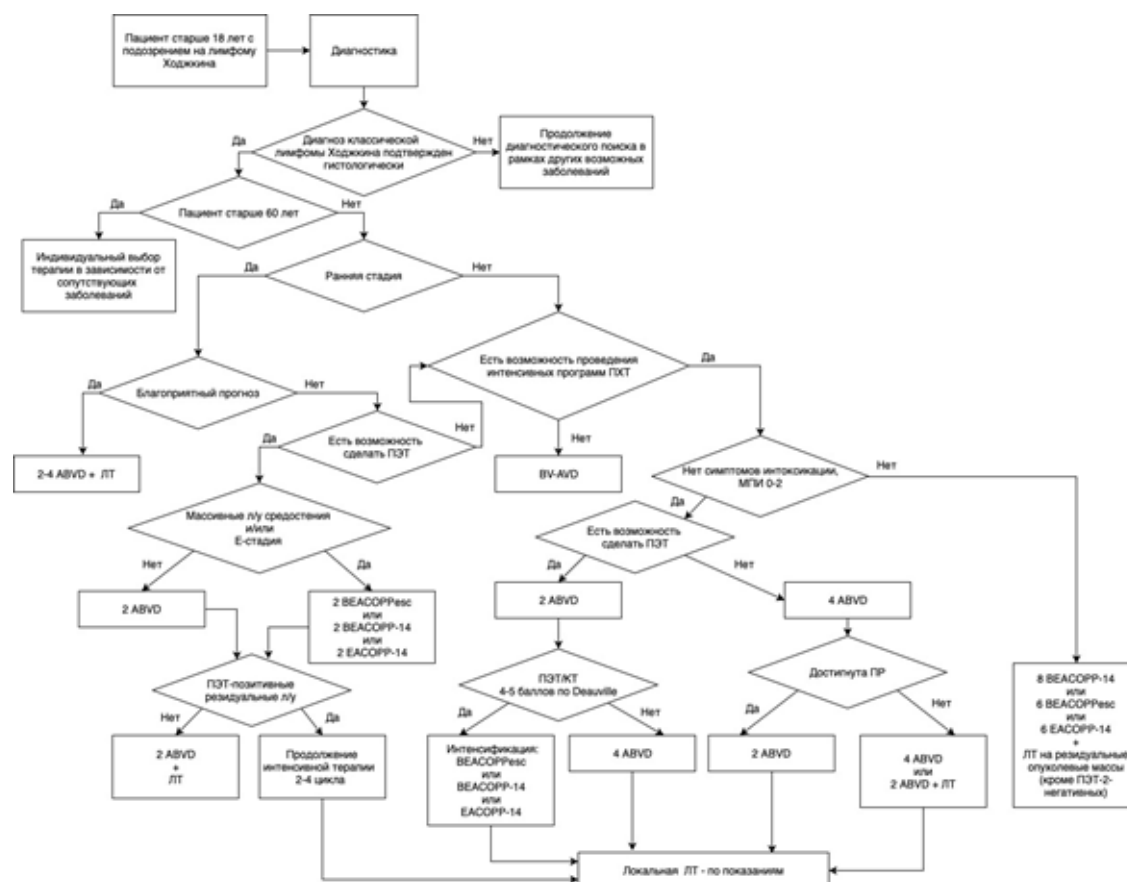 Пациент старше 18 лет с
подозрением на лимфому
Ходжкина
Диагностика
Диагноз классической
лимфомы Ходжкина подтвержден
гистологически
Да
Нет
Продолжение
диагностического поиска в
рамках других возможных
заболеваний
Пациент старше 60 лет
Да
Нет
Индивидуальный выбор
терапии в зависимости от
сопутствующих
заболеваний
Ранняя стадия
Да
Нет
Есть возможность проведения
интенсивных программ ПХТ
Да
Нет
Благоприятный прогноз
Да
Нет
2-4 ABVD + ЛТ
Есть возможность
сделать ПЭТ
Да
Нет
BV-AVD
Нет симптомов интоксикации,
МПИ 0-2
Да
Нет
Массивные л/у средостения
и/или
Е-стадия
Нет
Да
Есть возможность
сделать ПЭТ
Да
Нет
2 ABVD
2 BEACOPPesc
или
2 BEACOPP-14
или
2 EACOPP-14
2 ABVD
4 ABVD
ПЭТ-позитивные
резидуальные л/у
Нет
Да
ПЭТ/КТ
4-5 баллов по Deauville
Да
Нет
Достигнута ПР
Да
Нет
8 BEACOPP-14
или
6 BEACOPPesc
или
6 EACOPP-14
+
ЛТ на резидуальные
опухолевые массы
(кроме ПЭТ-2-
негативных)
2 ABVD
+
ЛТ
Продолжение
интенсивной терапии
2-4 цикла
Интенсификация:
BEACOPPesc
или
BEACOPP-14
или
EACOPP-14
4 ABVD
2 ABVD
4 ABVD
или
2 ABVD + ЛТ
Локальная ЛТ - по показаниям